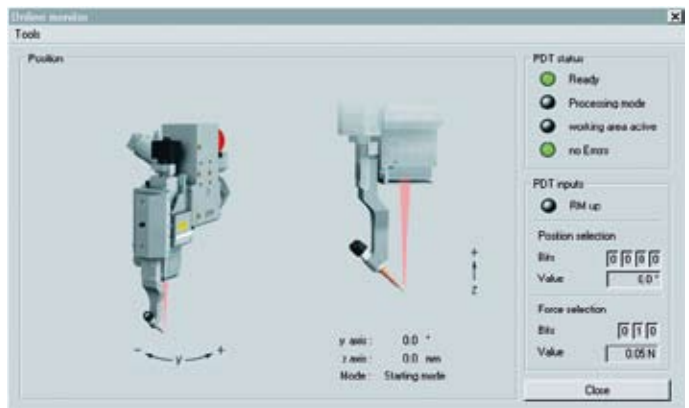 Online monitor
Tools
Position
- y +
+
z
y axis : 0.0 °
z axis : 0.0 mm
Mode : Starting mode
PDT status
Ready
Processing mode
working area active
no Errors
PDT inputs
RM up
Position selection
Bits 0 0 0 0
Value 0.0 °
Force selection
Bits 0 1 0
Value 0.05 N
Close